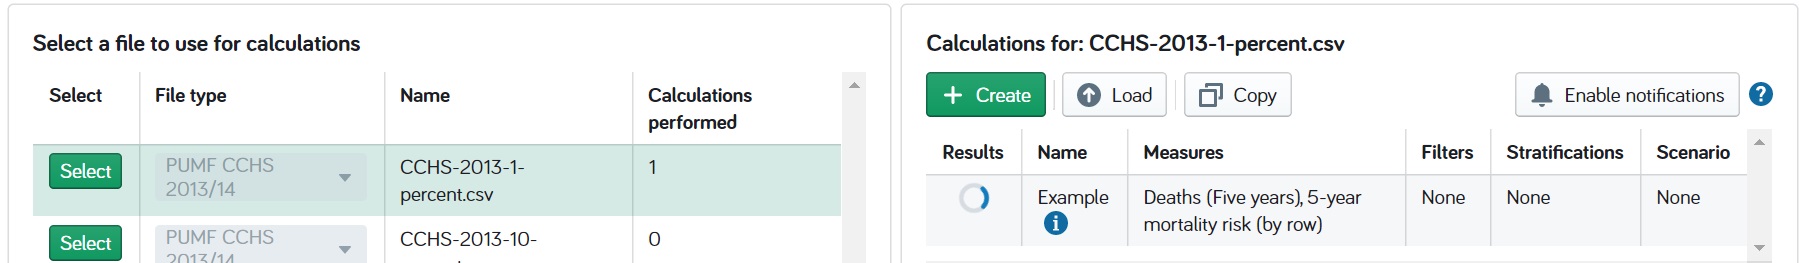 Select a file to use for calculations
Select File type Name Calculations performed
Select PUMF CCHS 2013/14 CCHS-2013-1-percent.csv 1
Select PUMF CCHS 2013/14 CCHS-2013-10- 0
Calculations for: CCHS-2013-1-percent.csv
+ Create Load Copy Enable notifications ?
Results Name Measures Filters Stratifications Scenario
Example i Deaths (Five years), 5-year mortality risk (by row) None None None